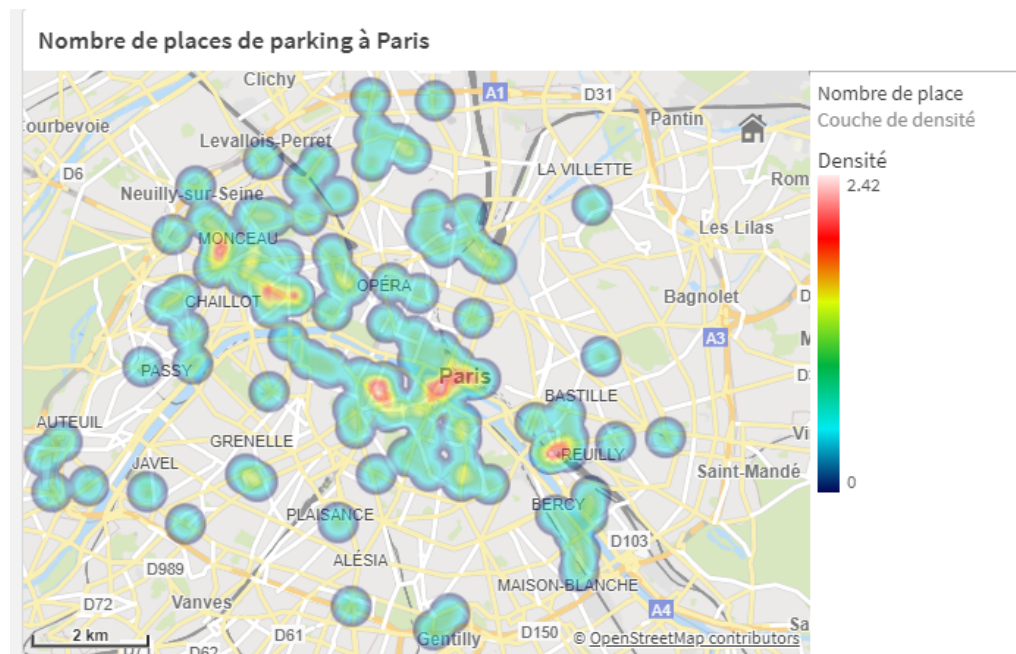 Nombre de places de parking à Paris
Clichy
A1
D31
Pantin
ourbevoie
Levallois-Perret
LA VILLETTE
D6
Rom
Neuilly-sur-Seine
Les Lilas
MONCEAU
OPÉRA
CHAILLOT
Bagnolet
D
A3
M
PASSY
Paris
D
BASTILLE
AUTEUIL
GRENELLE
Vi
REUILLY
JAVEL
Saint-Mandé
BERCY
PLAISANCE
D103
ALÉSIA
D989
MAISON-BLANCHE
D72
Vanves
A4
Sa
2 km
D61
Gentilly
D150
© OpenStreetMap contributors
D62
Nombre de place
Couche de densité
Densité
2.42
0